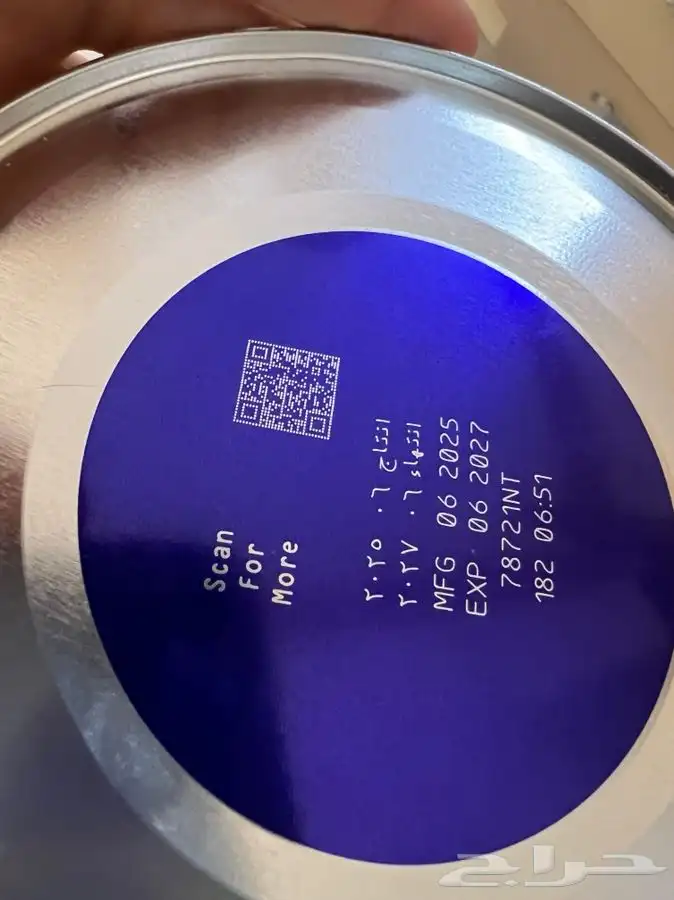 Scan
For
More
انتاج ٠٦ ٢٠٢٥
انتهاء ٠٦ ٢٠٢٧
MFG 06 2025
EXP 06 2027
78721NT
182 06:51
حراج